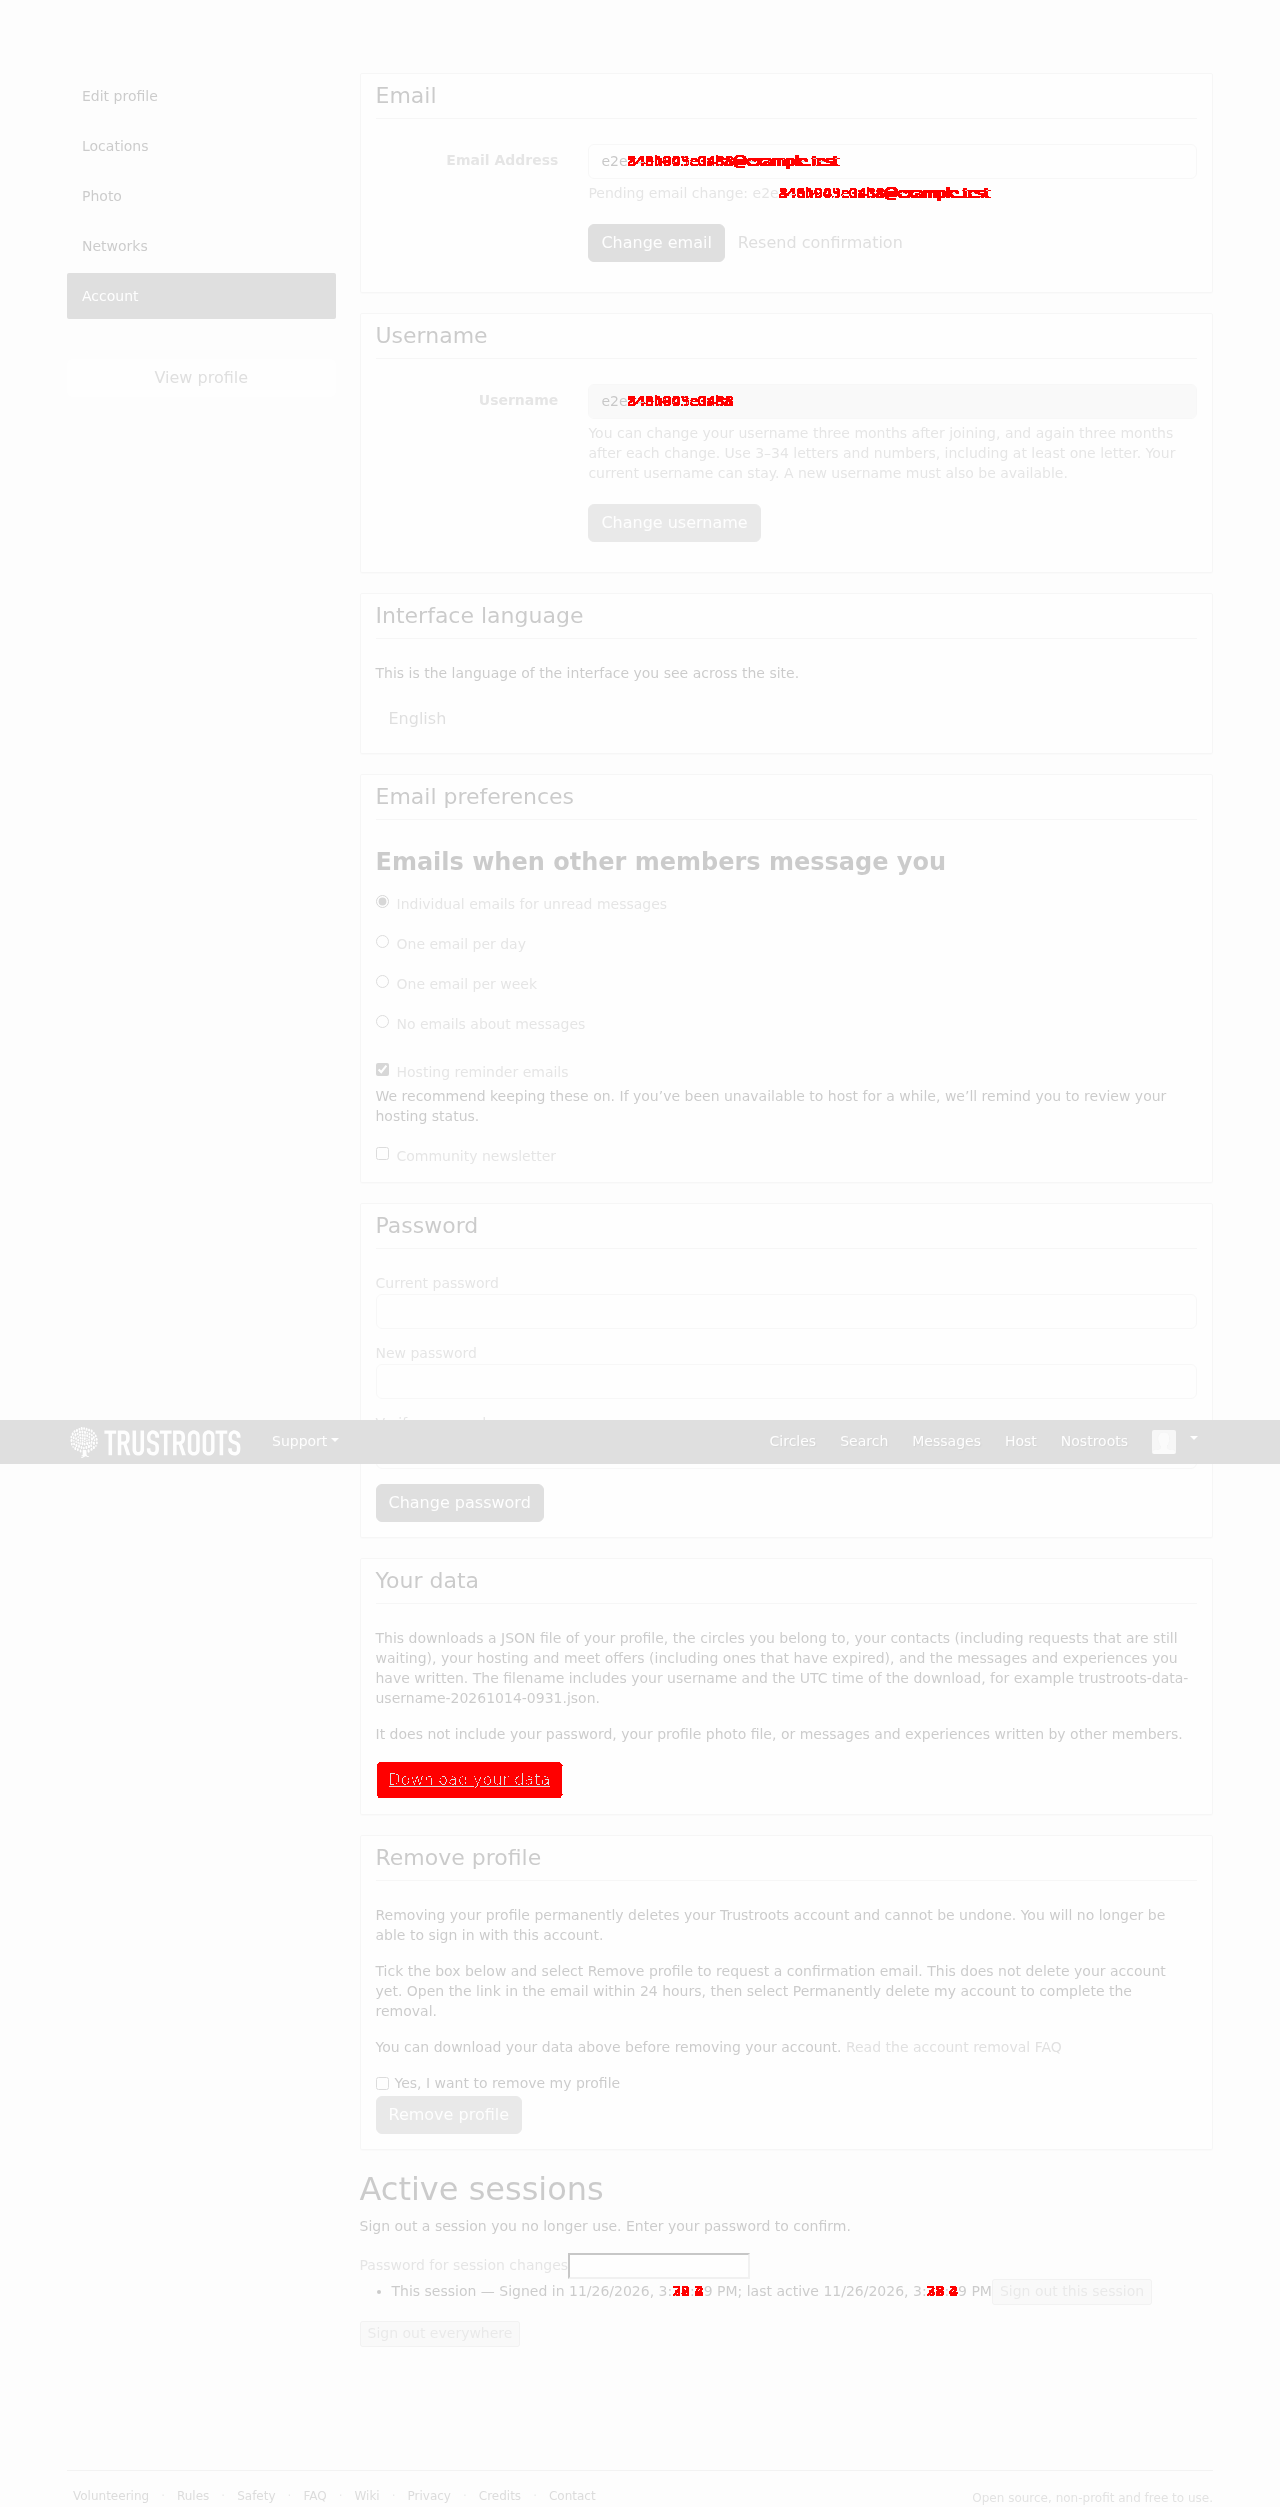 Edit profile
Locations
Photo
Networks
Account
View profile
Email
Email Address
Pending email change:
Change email
Resend confirmation
Username
Username
You can change your username three months after joining, and again three months
after each change. Use 3–34 letters and numbers, including at least one letter. Your
current username can stay. A new username must also be available.
Change username
Interface language
This is the language of the interface you see across the site.
English
Email preferences
Emails when other members message you
Individual emails for unread messages
One email per day
One email per week
No emails about messages
Hosting reminder emails
We recommend keeping these on. If you’ve been unavailable to host for a while, we’ll remind you to review your
hosting status.
Community newsletter
Password
Current password
New password
TRUSTROOTS
Support
Circles
Search
Messages
Host
Nostroots
Change password
Your data
This downloads a JSON file of your profile, the circles you belong to, your contacts (including requests that are still
waiting), your hosting and meet offers (including ones that have expired), and the messages and experiences you
have written. The filename includes your username and the UTC time of the download, for example trustroots-data-
username-20261014-0931.json.
It does not include your password, your profile photo file, or messages and experiences written by other members.
Download your data
Remove profile
Removing your profile permanently deletes your Trustroots account and cannot be undone. You will no longer be
able to sign in with this account.
Tick the box below and select Remove profile to request a confirmation email. This does not delete your account
yet. Open the link in the email within 24 hours, then select Permanently delete my account to complete the
removal.
You can download your data above before removing your account. Read the account removal FAQ
Yes, I want to remove my profile
Remove profile
Active sessions
Sign out a session you no longer use. Enter your password to confirm.
Password for session changes
• This session — Signed in 11/26/2026, PM; last active 11/26/2026, PM Sign out this session
Sign out everywhere
Volunteering · Rules · Safety · FAQ · Wiki · Privacy · Credits · Contact
Open source, non-profit and free to use.